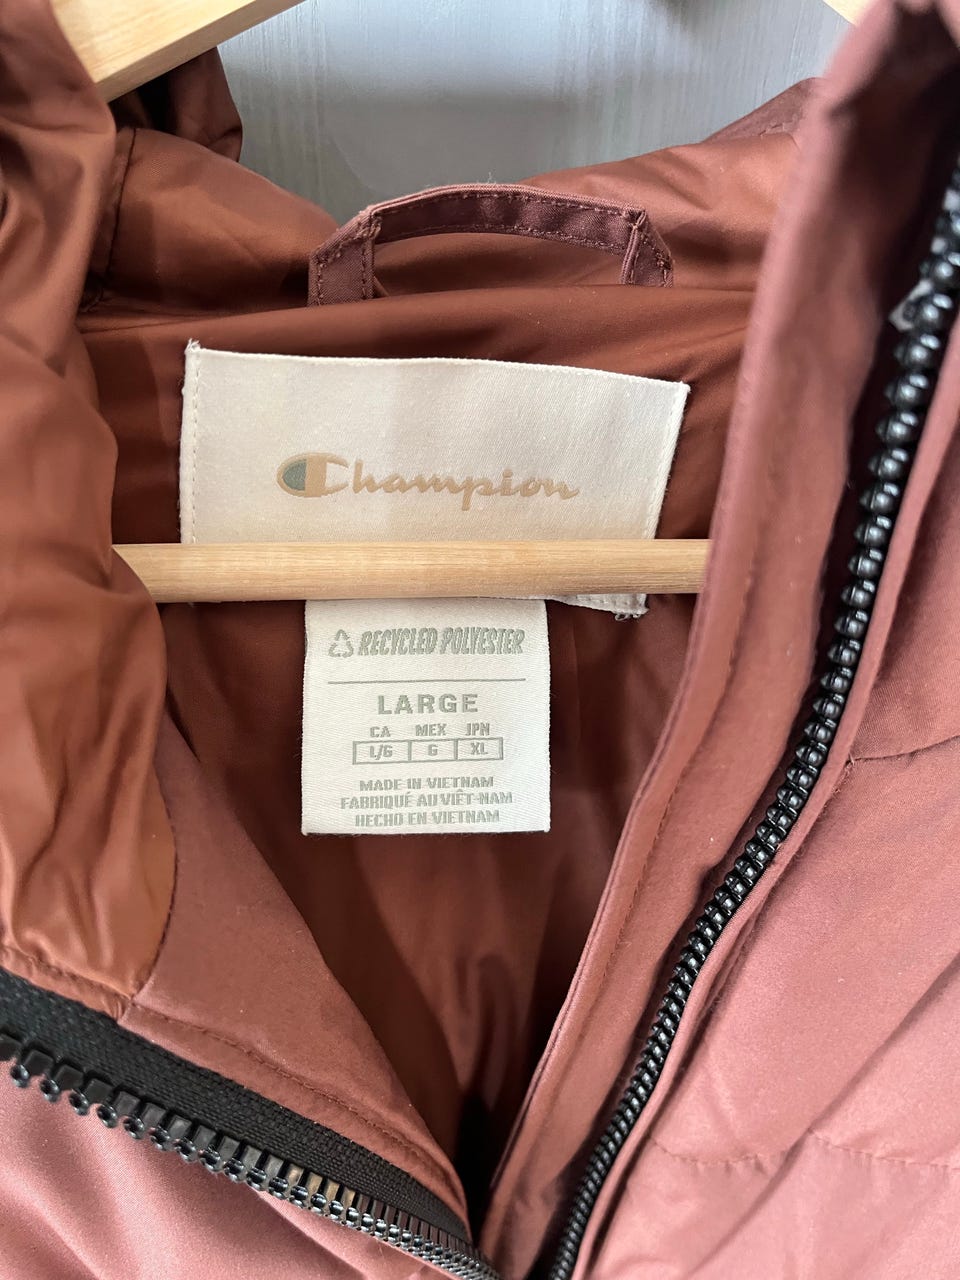 Champion
RECYCLED POLYESTER
LARGE
CA MEX JPN
L/G G XL
MADE IN VIETNAM
FABRIQUÉ AU VIÊT-NAM
HECHO EN VIETNAM